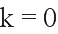 k = 0